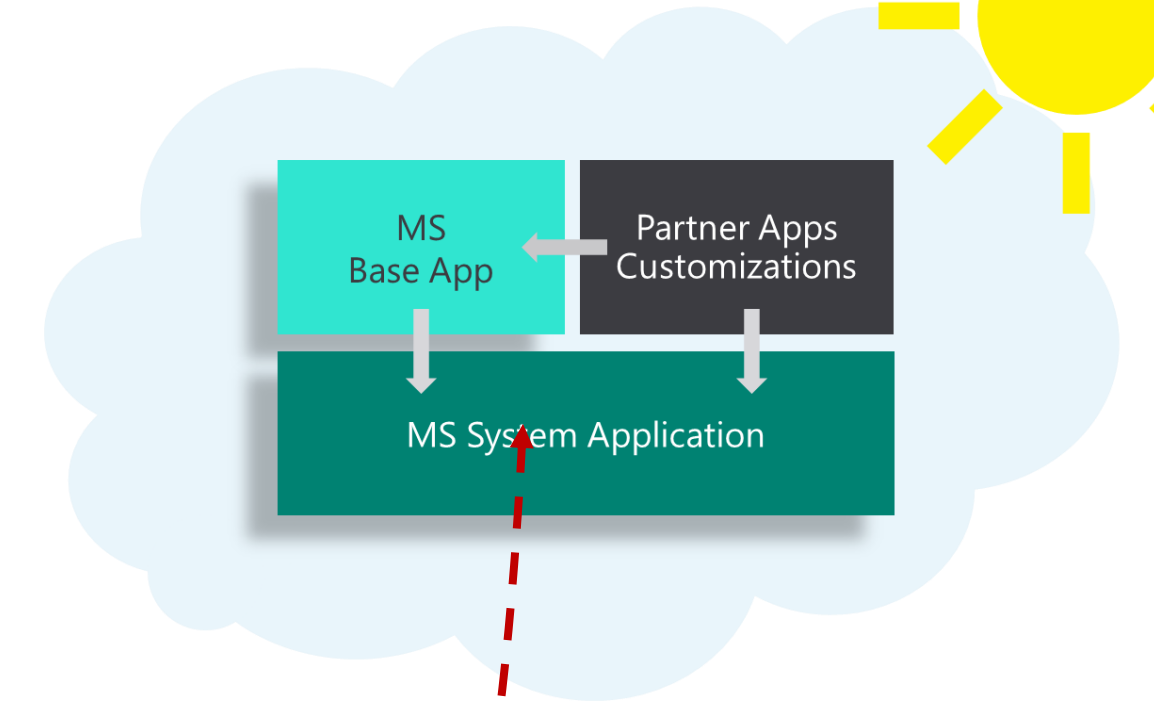 MS
Base App
Partner Apps
Customizations
MS System Application